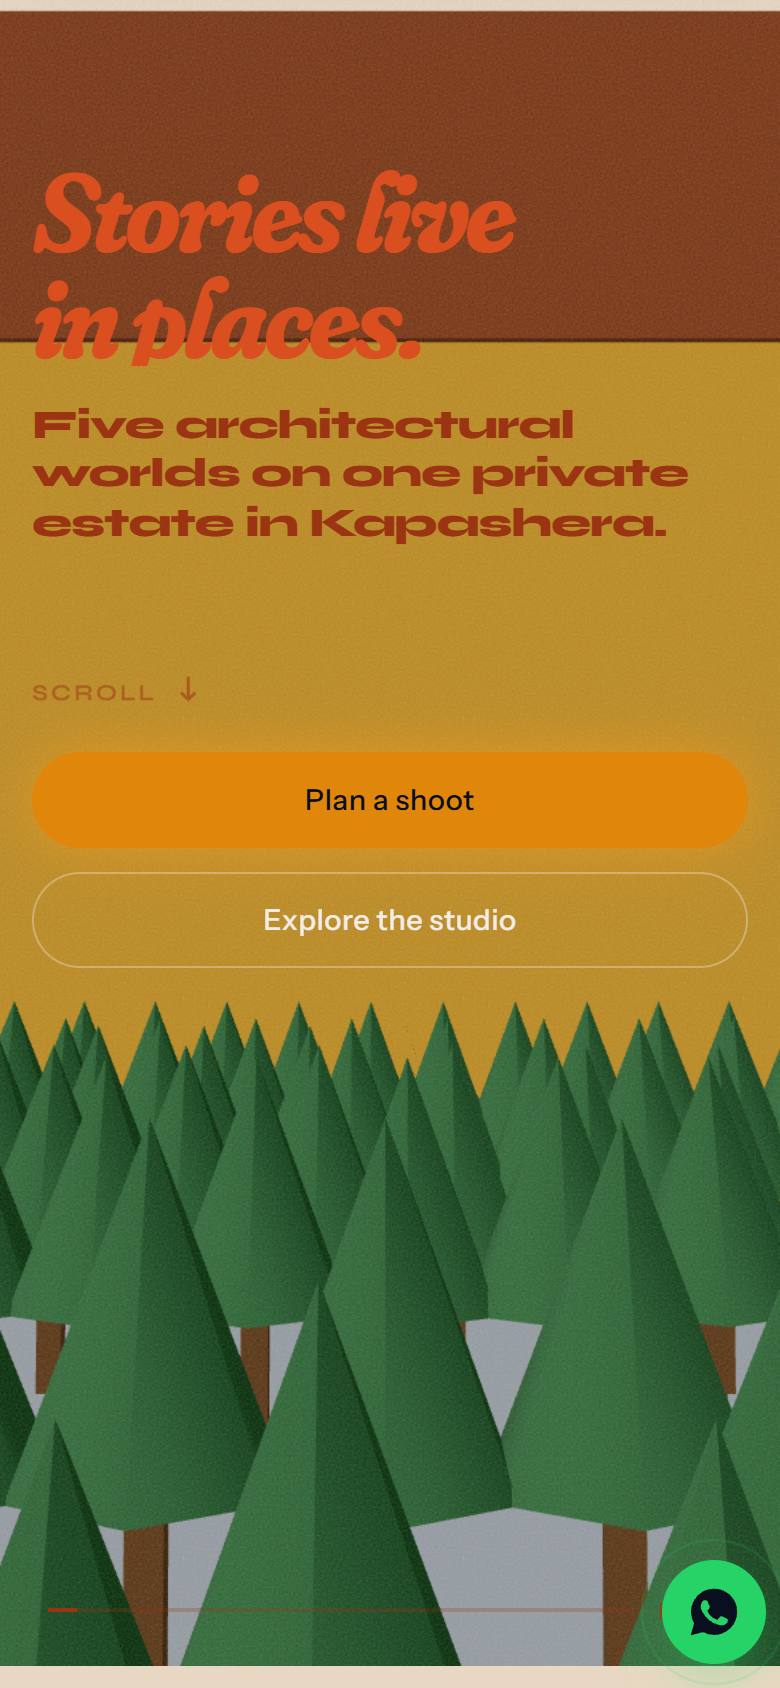 Stories live
in places.
Five architectural
worlds on one private
estate in Kapashera.
SCROLL ↓
Plan a shoot
Explore the studio